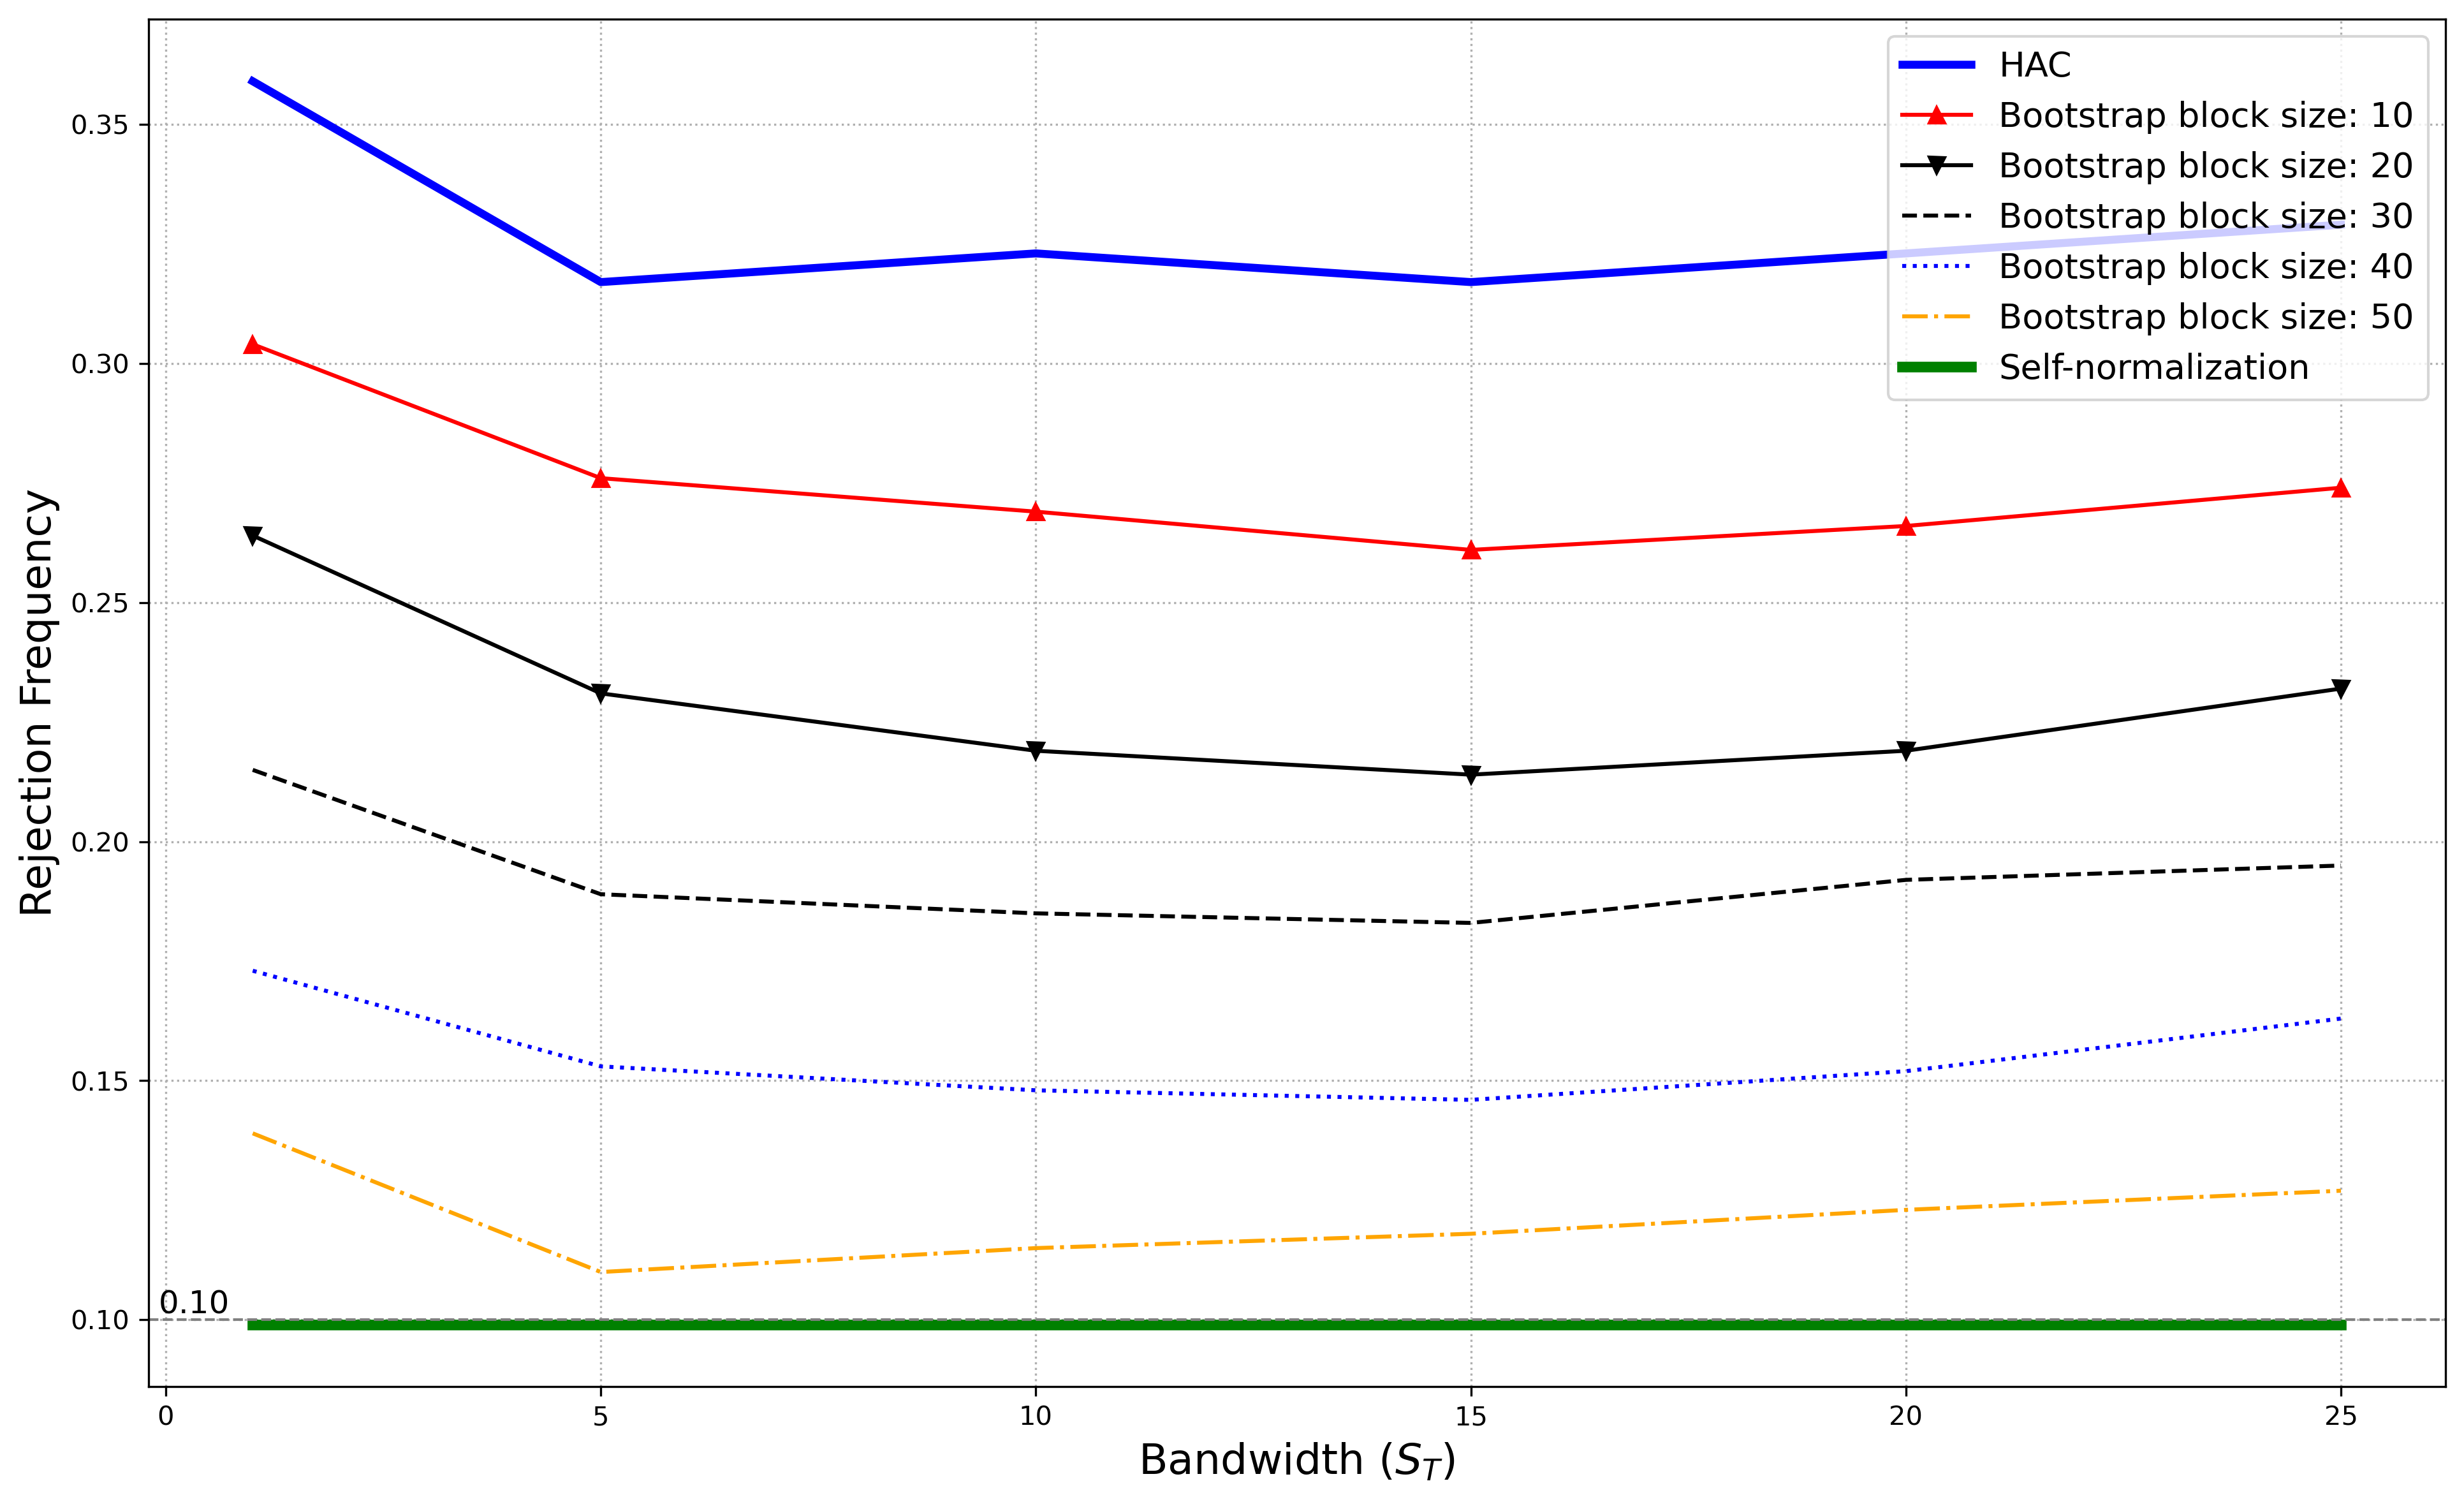 HAC
Bootstrap block size: 10
Bootstrap block size: 20
Bootstrap block size: 30
Bootstrap block size: 40
Bootstrap block size: 50
Self-normalization
Rejection Frequency
0.35
0.30
0.25
0.20
0.15
0.10
0.10
0 5 10 15 20 25
Bandwidth (S_T)